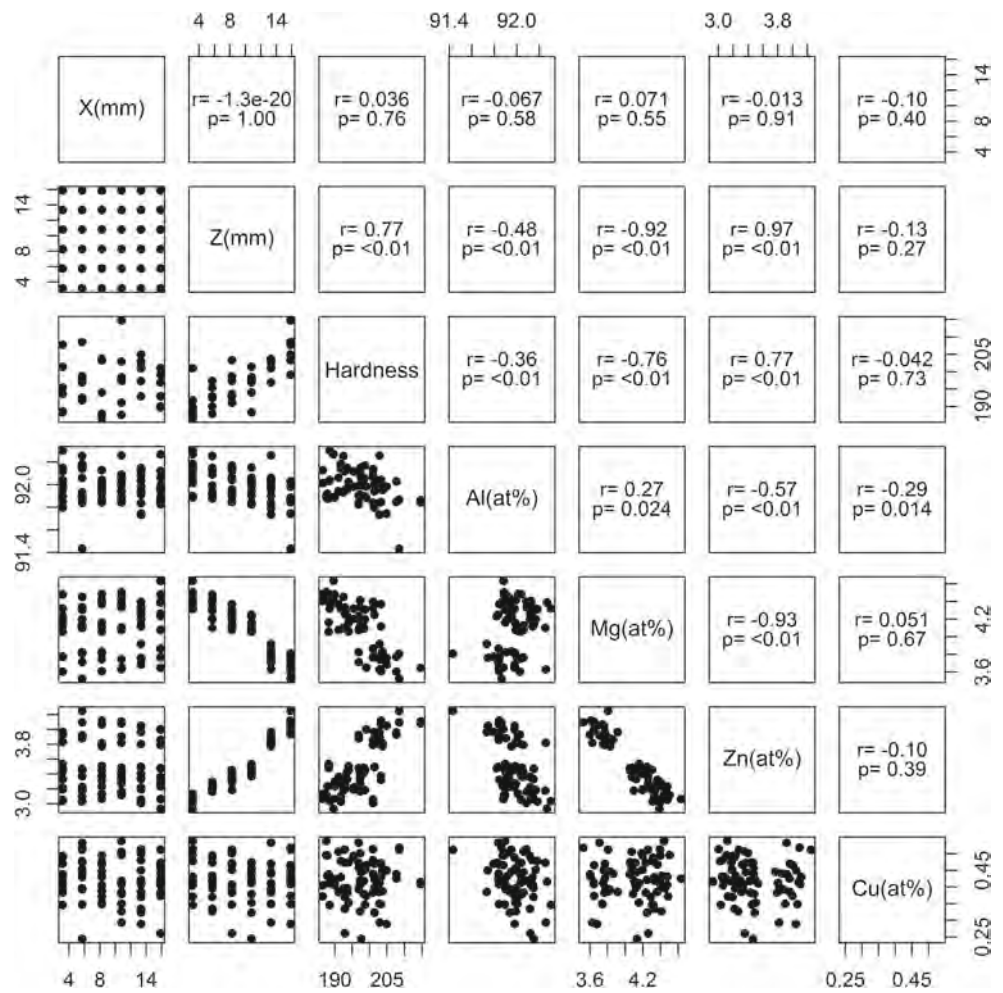 4 8 14
91.4 92.0
3.0 3.8
X(mm)
r= -1.3e-20
p= 1.00
r= 0.036
p= 0.76
r= -0.067
p= 0.58
r= 0.071
p= 0.55
r= -0.013
p= 0.91
r= -0.10
p= 0.40
4 8 14
4 8 14
Z(mm)
r= 0.77
p= <0.01
r= -0.48
p= <0.01
r= -0.92
p= <0.01
r= 0.97
p= <0.01
r= -0.13
p= 0.27
Hardness
r= -0.36
p= <0.01
r= -0.76
p= <0.01
r= 0.77
p= <0.01
r= -0.042
p= 0.73
190 205
91.4 92.0
Al(at%)
r= 0.27
p= 0.024
r= -0.57
p= <0.01
r= -0.29
p= 0.014
Mg(at%)
r= -0.93
p= <0.01
r= 0.051
p= 0.67
3.6 4.2
3.0 3.8
Zn(at%)
r= -0.10
p= 0.39
Cu(at%)
0.25 0.45
4 8 14
190 205
3.6 4.2
0.25 0.45